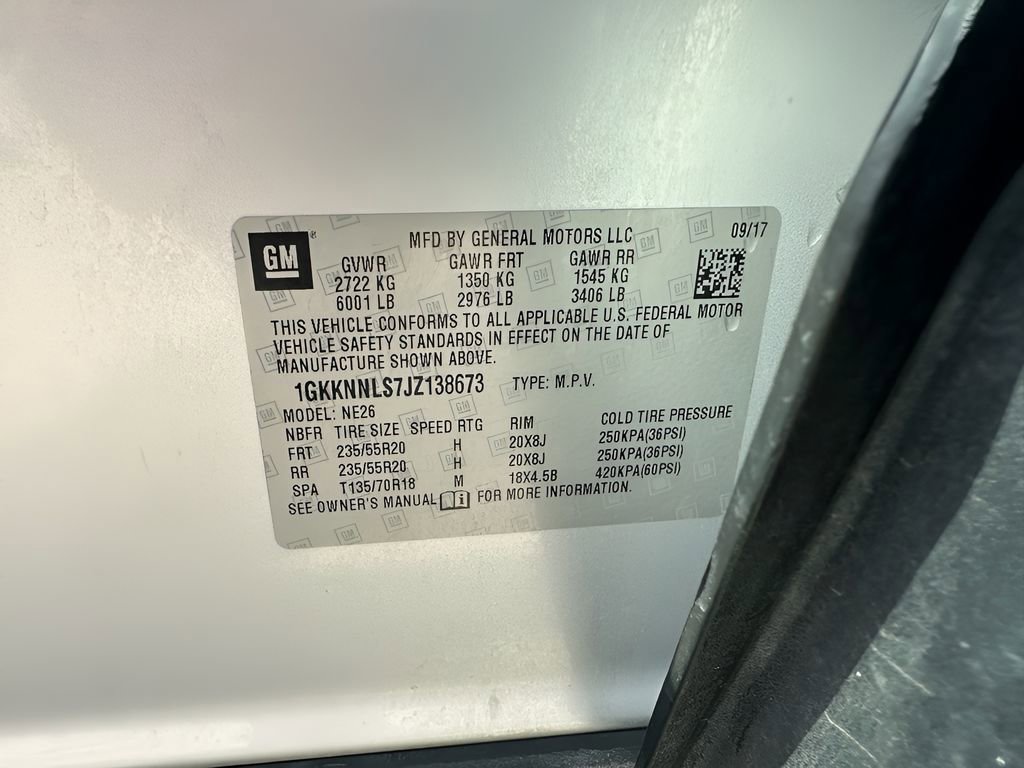 GM
®
MFD BY GENERAL MOTORS LLC 09/17
GVWR GAWR FRT GAWR RR
2722 KG 1350 KG 1545 KG
6001 LB 2976 LB 3406 LB
THIS VEHICLE CONFORMS TO ALL APPLICABLE U.S. FEDERAL MOTOR
VEHICLE SAFETY STANDARDS IN EFFECT ON THE DATE OF
MANUFACTURE SHOWN ABOVE.
1GKKNNLS7JZ138673 TYPE: M.P.V.
MODEL: NE26
NBFR TIRE SIZE SPEED RTG RIM COLD TIRE PRESSURE
FRT 235/55R20 H 20X8J 250KPA(36PSI)
RR 235/55R20 H 20X8J 250KPA(36PSI)
SPA T135/70R18 M 18X4.5B 420KPA(60PSI)
SEE OWNER'S MANUAL i FOR MORE INFORMATION.